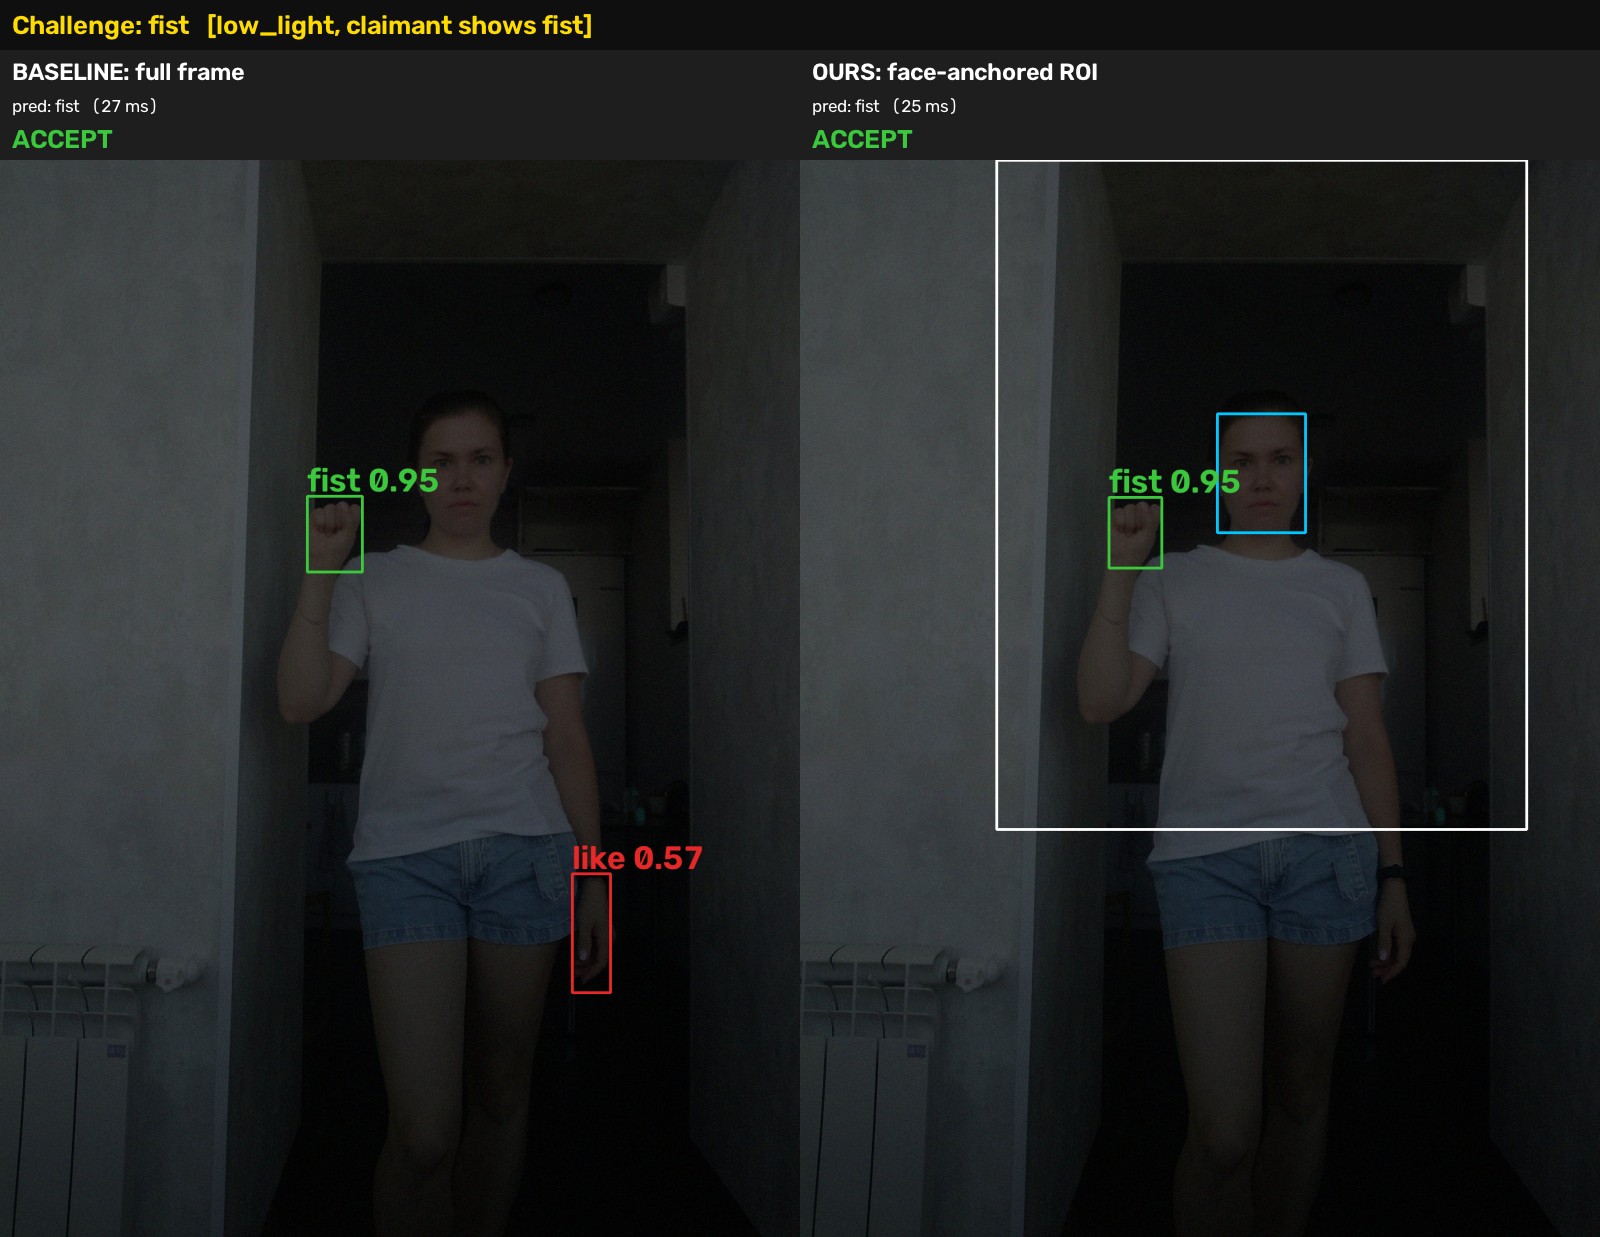 Challenge: fist [low_light, claimant shows fist]
BASELINE: full frame
pred: fist (27 ms)
ACCEPT
OURS: face-anchored ROI
pred: fist (25 ms)
ACCEPT
fist 0.95
like 0.57
fist 0.95